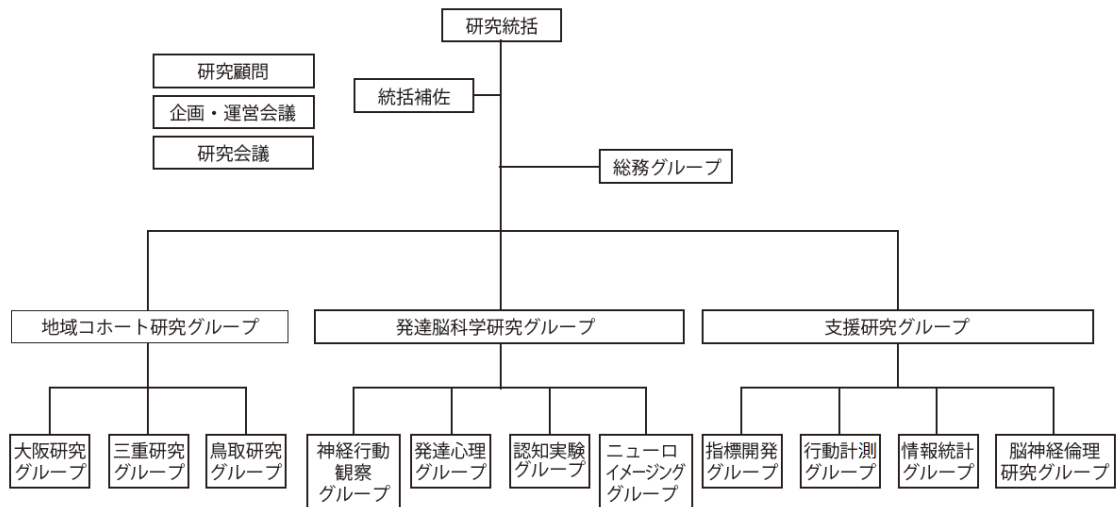 研究統括
研究顧問
統括補佐
企画・運営会議
研究会議
総務グループ
地域コホート研究グループ
発達脳科学研究グループ
支援研究グループ
大阪研究
グループ
三重研究
グループ
鳥取研究
グループ
神経行動
観察
グループ
発達心理
グループ
認知実験
グループ
ニューロ
イメージング
グループ
指標開発
グループ
行動計測
グループ
情報統計
グループ
脳神経倫理
研究グループ